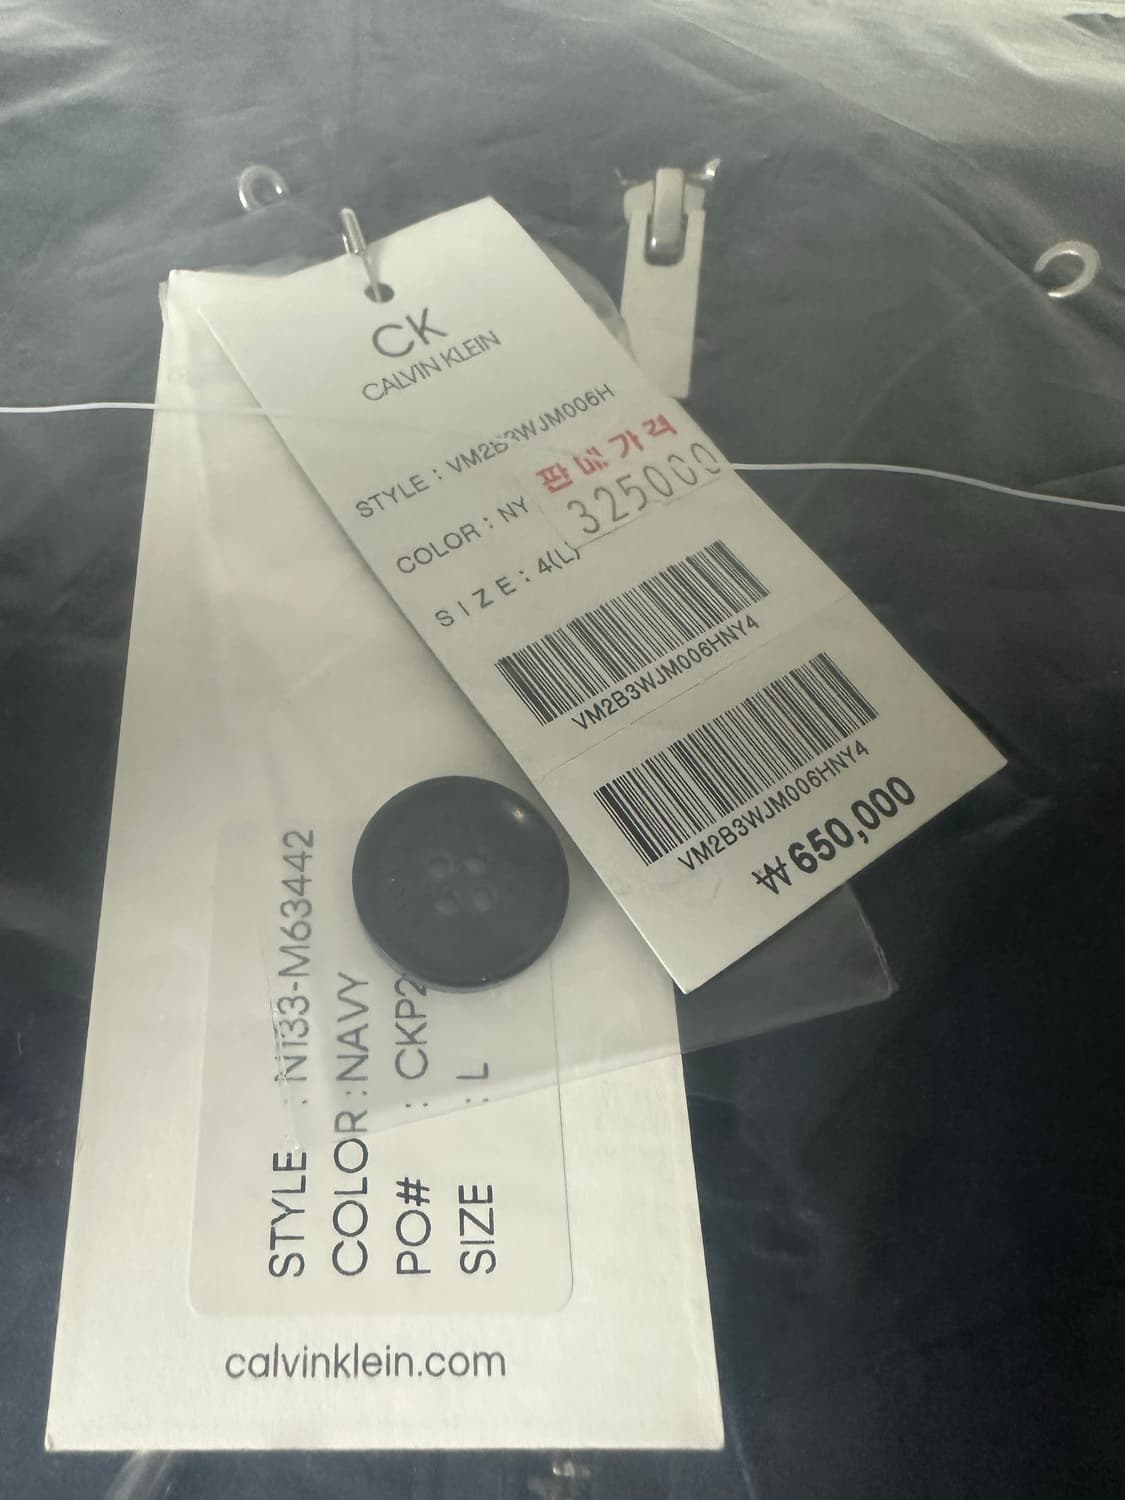 CK
CALVIN KLEIN
STYLE : VM2B3WJM006H
판매가격
325000
COLOR : NY
SIZE : 4(L)
VM2B3WJM006HNY4
VM2B3WJM006HNY4
₩650,000
STYLE : N133-M63442
COLOR : NAVY
PO# : CKP2
SIZE : L
calvinklein.com